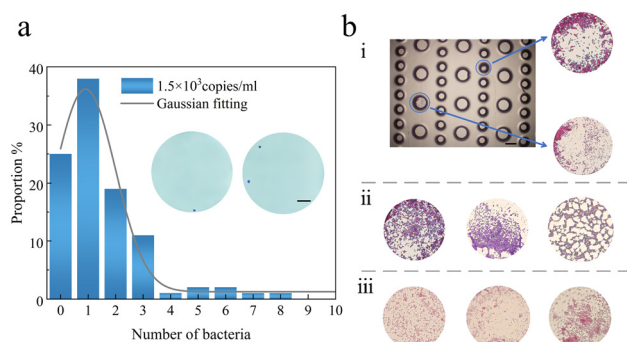 a
40
30
20
10
0
Proportion %
1.5×10³copies/ml
Gaussian fitting
0 1 2 3 4 5 6 7 8 9 10
Number of bacteria
b
i
ii
iii